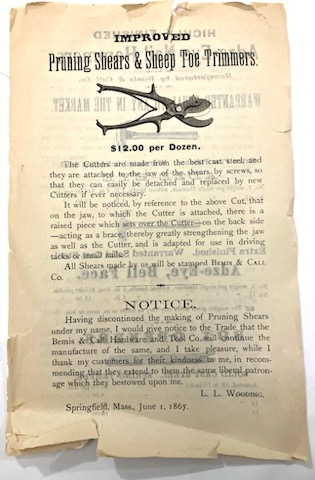 IMPROVED
Pruning Shears & Sheep Toe Trimmers.
$12.00 per Dozen.
The Cutters are made from the best cast steel, and
they are attached to the jaw of the shears by screws, so
that they can easily be detached and replaced by new
Cutters if ever necessary.
It will be noticed, by reference to the above Cut, that
on the jaw, to which the Cutter is attached, there is a
raised piece which sets over the Cutter—on the back side
—acting as a brace, thereby greatly strengthening the jaw
as well as the Cutter, and is adapted for use in driving
tacks or small nails.
All Shears made by us will be stamped BEMIS & CALL
Co.
NOTICE.
Having discontinued the making of Pruning Shears
under my name, I would give notice to the Trade that the
Bemis & Call Hardware and Tool Co. will continue the
manufacture of the same, and I take pleasure, while I
thank my customers for their kindness to me, in recom-
mending that they extend to them the same liberal patron-
age which they bestowed upon me.
L. L. WOODING.
Springfield, Mass., June 1, 1867.